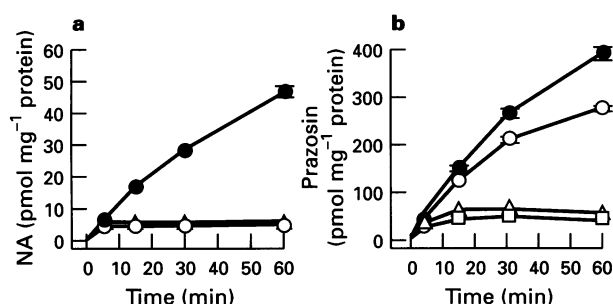 a
NA (pmol mg⁻¹ protein)
60
50
40
30
20
10
0
0 10 20 30 40 50 60
Time (min)
b
Prazosin
(pmol mg⁻¹ protein)
400
300
200
100
0
0 10 20 30 40 50 60
Time (min)